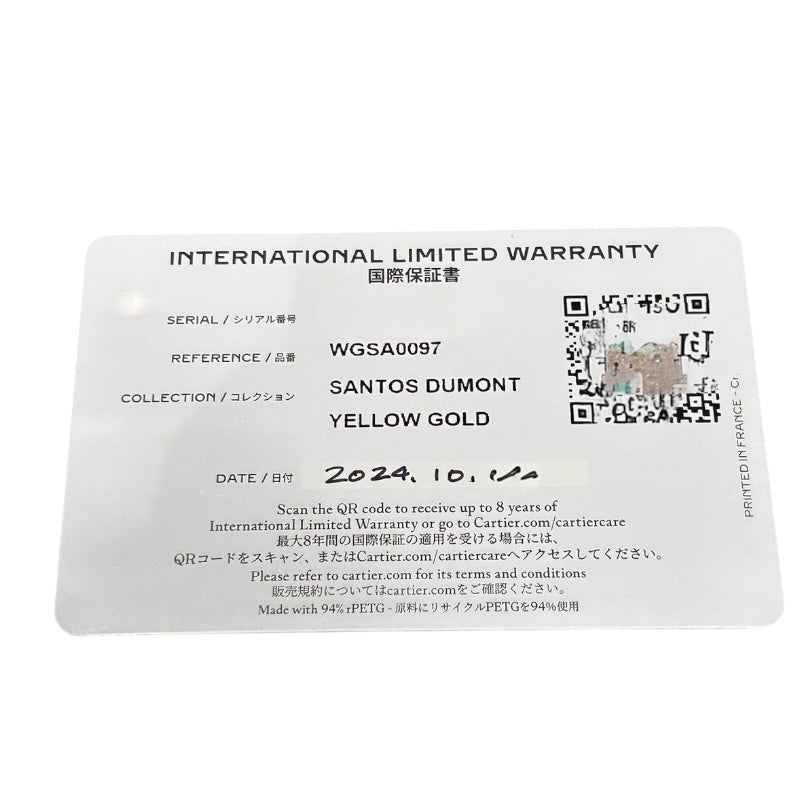 INTERNATIONAL LIMITED WARRANTY
国際保証書
SERIAL / シリアル番号
REFERENCE / 品番 WGSA0097
COLLECTION / コレクション SANTOS DUMONT
YELLOW GOLD
DATE / 日付 2024. 10.
Scan the QR code to receive up to 8 years of
International Limited Warranty or go to Cartier.com/cartiercare
最大8年間の国際保証の適用を受ける場合には、
QRコードをスキャン、またはCartier.com/cartiercareへアクセスしてください。
Please refer to cartier.com for its terms and conditions
販売規約についてはcartier.comをご確認ください。
Made with 94% rPETG - 原料にリサイクルPETGを94%使用
PRINTED IN FRANCE -